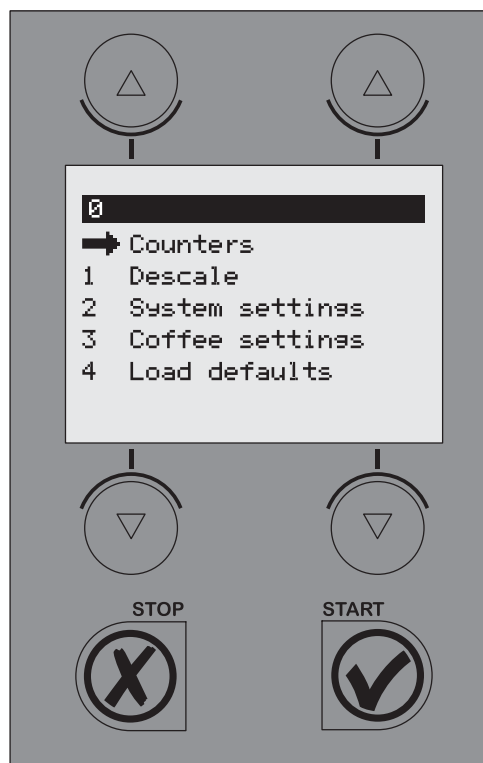 0
Counters
1 Descale
2 System settings
3 Coffee settings
4 Load defaults
STOP START